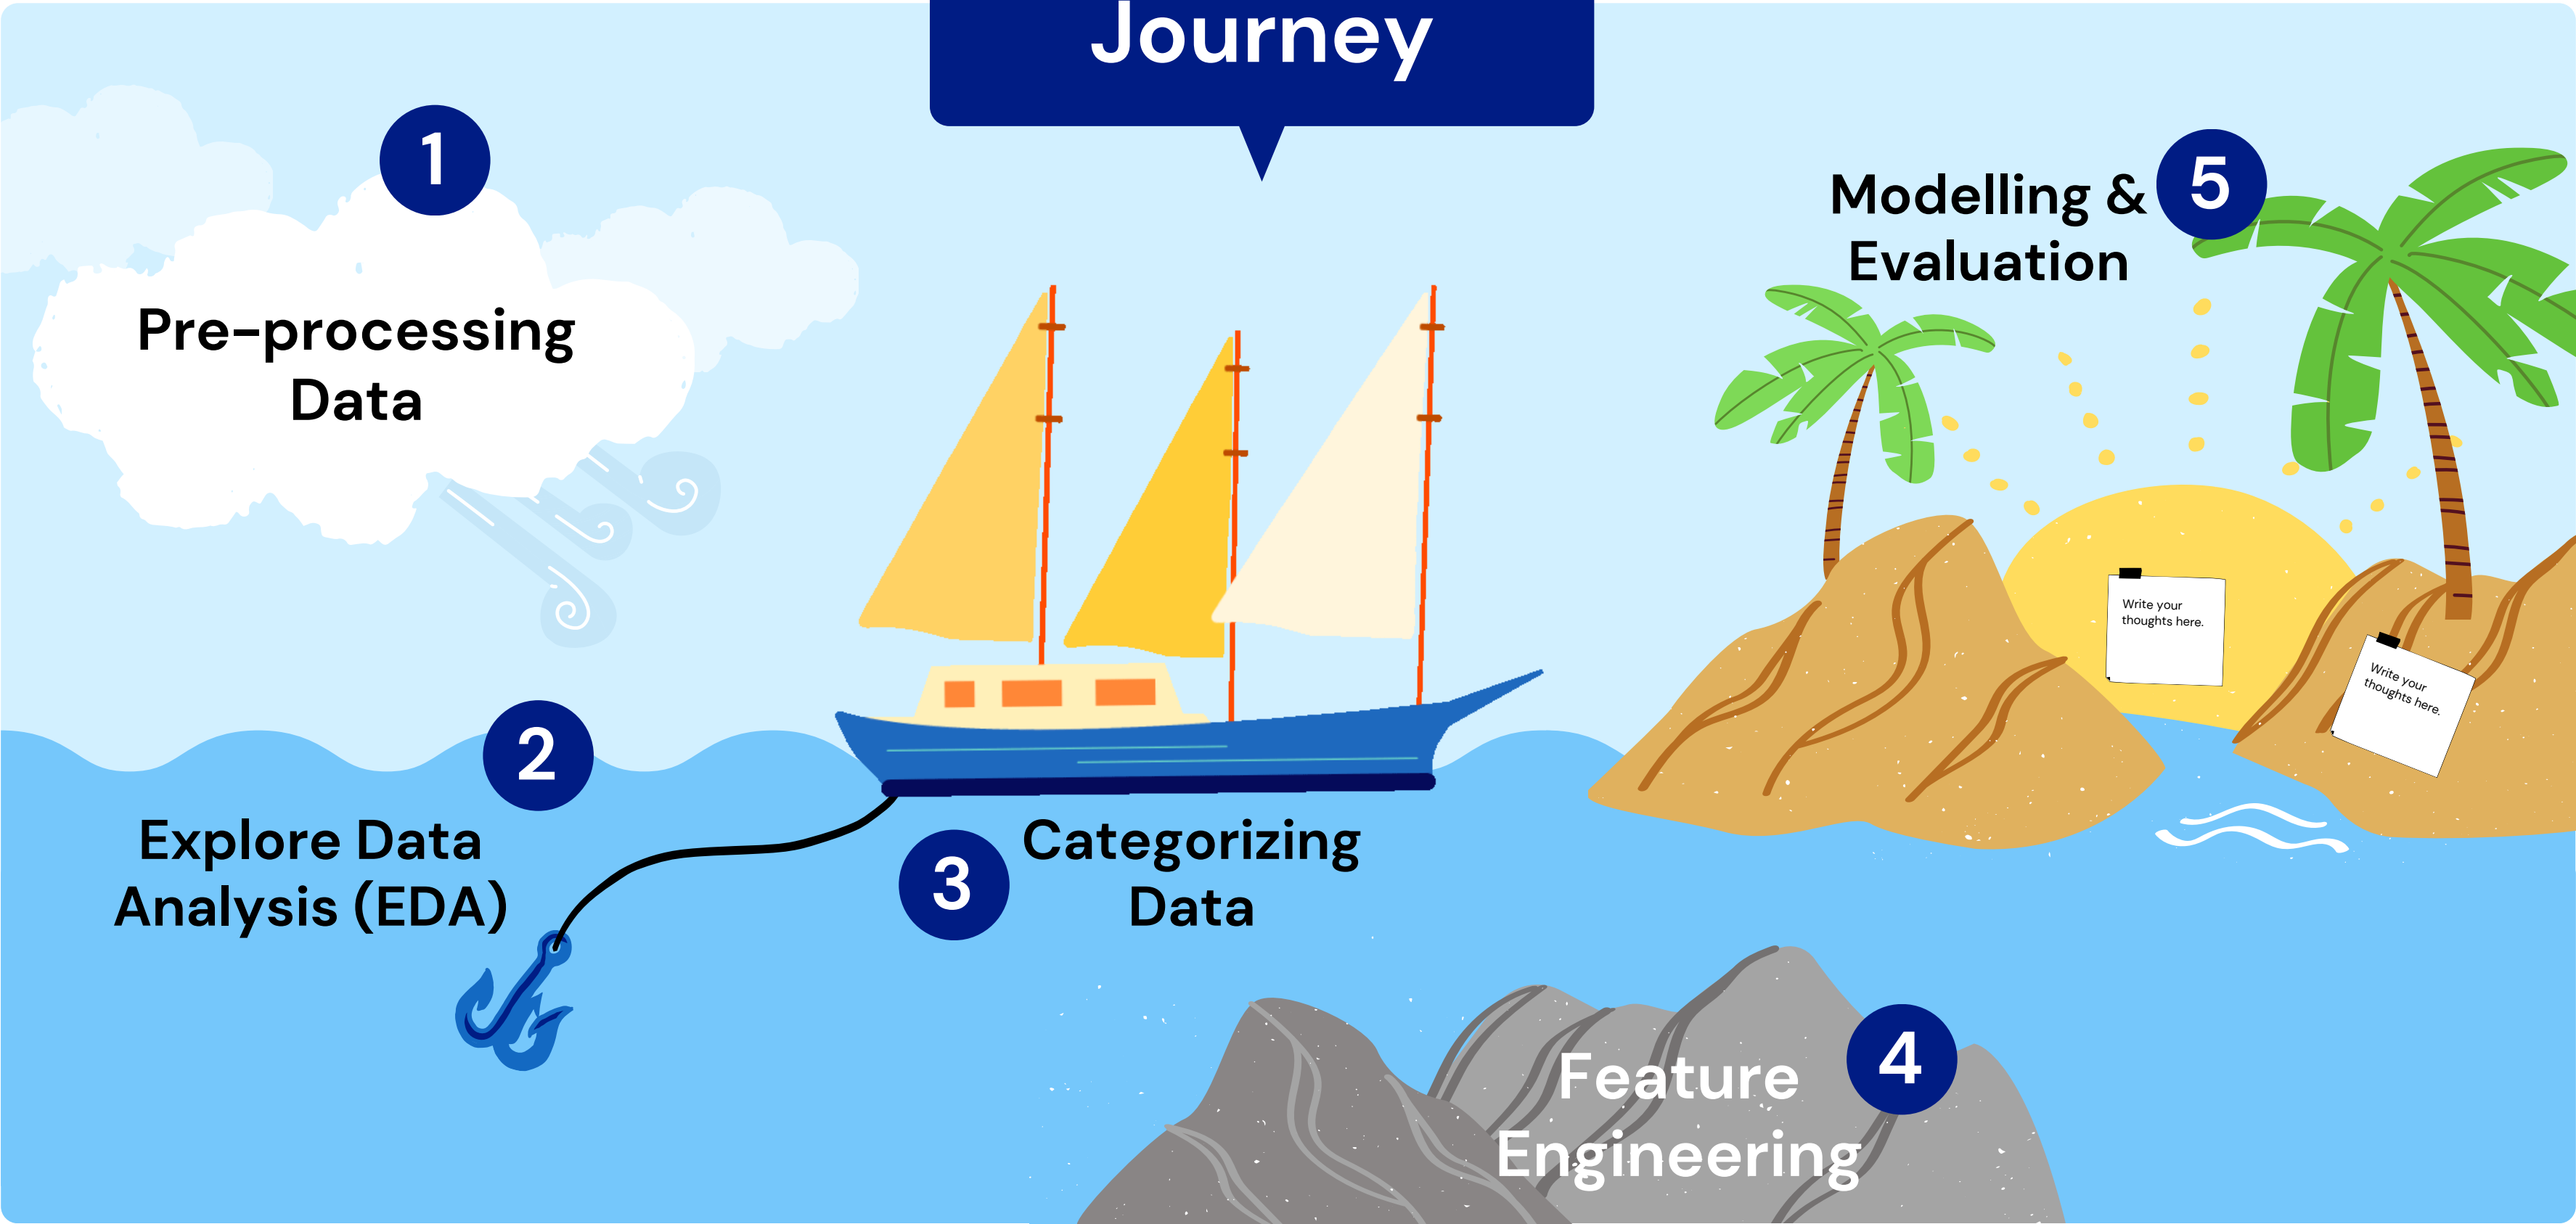 Journey
1
Pre-processing
Data
2
Explore Data
Analysis (EDA)
3
Categorizing
Data
4
Feature
Engineering
5
Modelling &
Evaluation
Write your
thoughts here.
Write your
thoughts here.